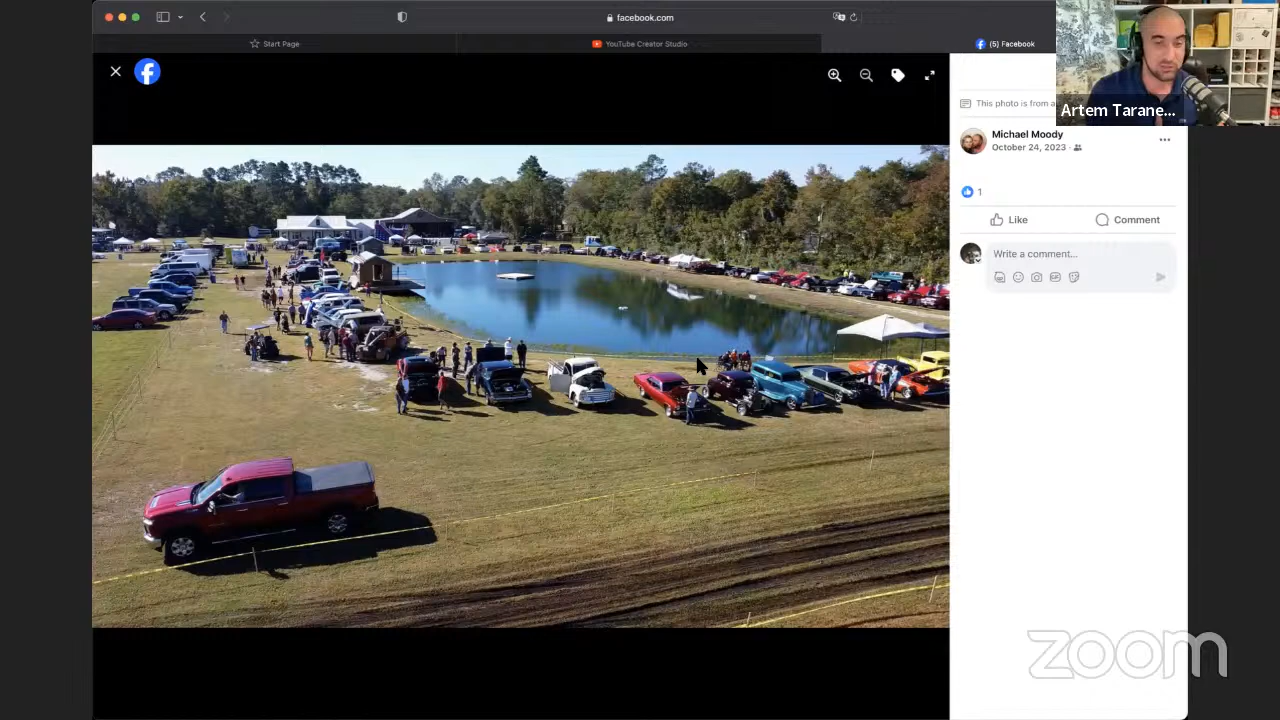 facebook.com
Start Page
YouTube Creator Studio
(5) Facebook
Artem Tarane...
This photo is from a
Michael Moody
October 24, 2023 ·
1
Like
Comment
Write a comment...
GIF
zoom